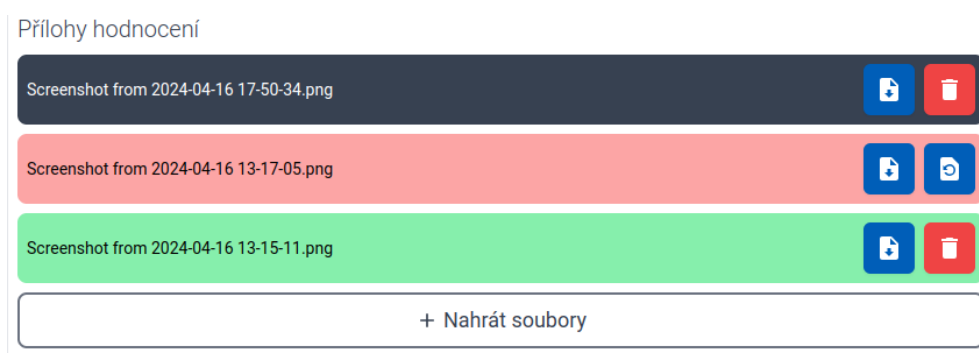 Přílohy hodnocení
Screenshot from 2024-04-16 17-50-34.png
Screenshot from 2024-04-16 13-17-05.png
Screenshot from 2024-04-16 13-15-11.png
+ Nahrát soubory